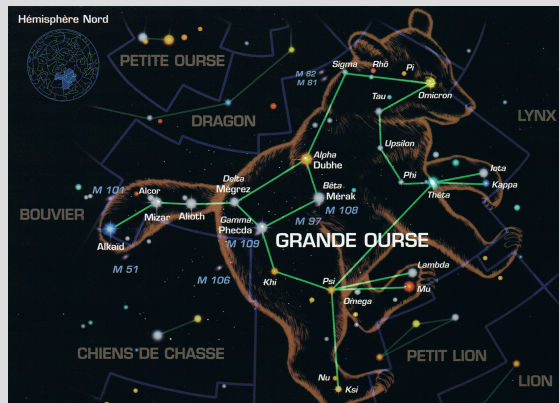 Hémisphère Nord
PETITE OURSE
DRAGON
LYNX
BOUVIER
CHIENS DE CHASSE
GRANDE OURSE
PETIT LION
LION
Sigma
Rhô
Pi
Omicron
M 82
M 81
Tau
Upsilon
Phi
Thêta
Iota
Kappa
Alpha
Dubhe
Bêta
Mérak
M 108
M 97
Delta
Mégrez
Gamma
Phecda
M 109
Alioth
Alcor
Mizar
M 101
Alkaïd
M 51
M 106
Khi
Psi
Omega
Lambda
Mu
Nu
Ksi